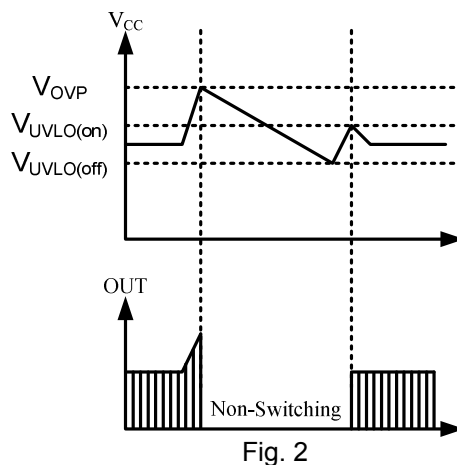 VCC
VOVP
VUVLO(on)
VUVLO(off)
OUT
Non-Switching
Fig. 2